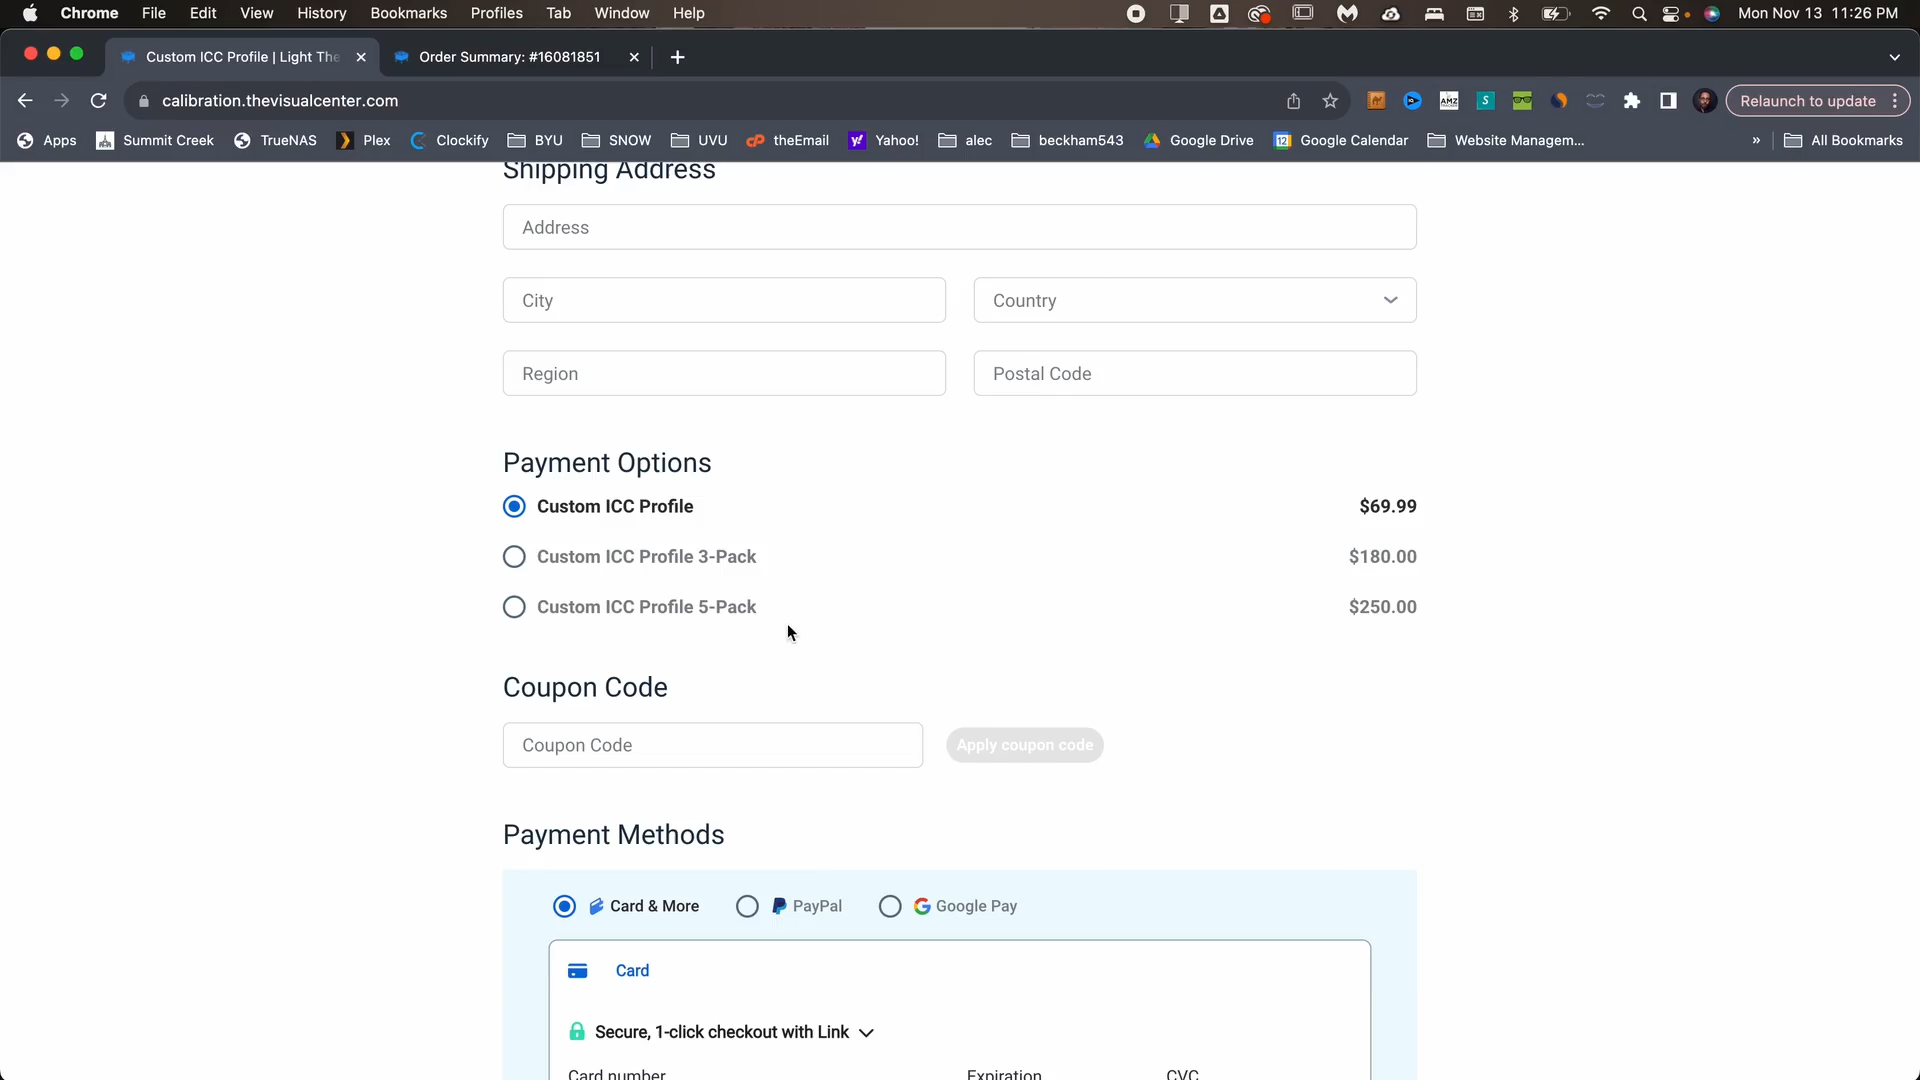 Chrome File Edit View History Bookmarks Profiles Tab Window Help Mon Nov 13 11:26 PM
Custom ICC Profile | Light The
Order Summary: #16081851
calibration.thevisualcenter.com
Relaunch to update
Apps Summit Creek TrueNAS Plex Clockify BYU SNOW UVU theEmail Yahoo! alec beckham543 Google Drive Google Calendar Website Managem... » All Bookmarks
Shipping Address
Address
City
Country
Region
Postal Code
Payment Options
Custom ICC Profile $69.99
Custom ICC Profile 3-Pack $180.00
Custom ICC Profile 5-Pack $250.00
Coupon Code
Coupon Code
Apply coupon code
Payment Methods
Card & More
PayPal
Google Pay
Card
Secure, 1-click checkout with Link
Card number
Expiration
CVC